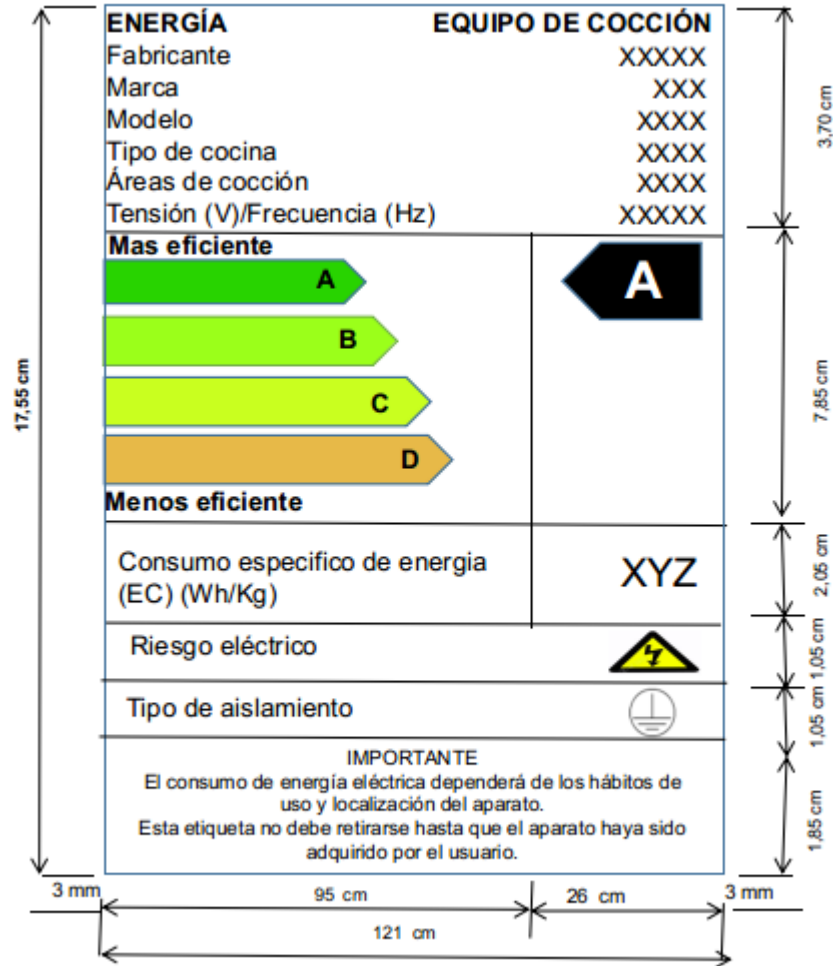 ENERGÍA EQUIPO DE COCCIÓN
Fabricante XXXXX
Marca XXX
Modelo XXXX
Tipo de cocina XXXX
Áreas de cocción XXXX
Tensión (V)/Frecuencia (Hz) XXXXX
3,70 cm
Mas eficiente
A A
B
C
D
Menos eficiente
7,85 cm
17,55 cm
Consumo especifico de energia
(EC) (Wh/Kg) XYZ
2,05 cm
Riesgo eléctrico
1,05 cm
Tipo de aislamiento
1,05 cm
IMPORTANTE
El consumo de energía eléctrica dependerá de los hábitos de
uso y localización del aparato.
Esta etiqueta no debe retirarse hasta que el aparato haya sido
adquirido por el usuario.
1,85 cm
3 mm 95 cm 26 cm 3 mm
121 cm